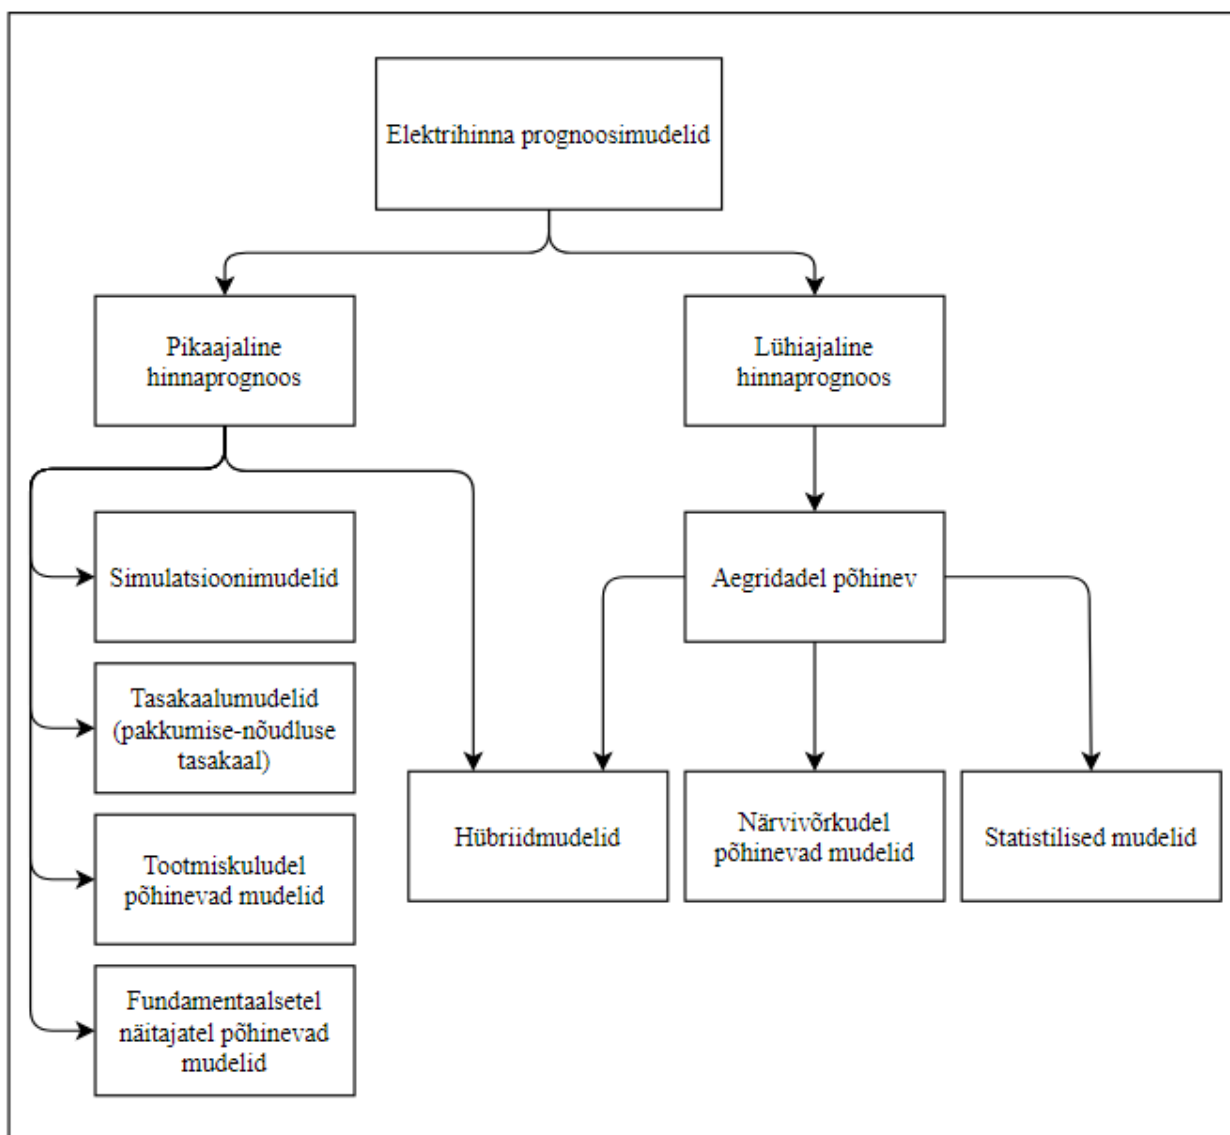 Elektrihinna prognoosimudelid
Pikaajaline
hinnaprognoos
Lühiajaline
hinnaprognoos
Simulatsioonimudelid
Aegridadel põhinev
Tasakaalumudelid
(pakkumise-nõudluse
tasakaal)
Hübriidmudelid
Närvivõrkudel
põhinevad mudelid
Statistilised mudelid
Tootmiskuludel
põhinevad mudelid
Fundamentaalsetel
näitajatel põhinevad
mudelid